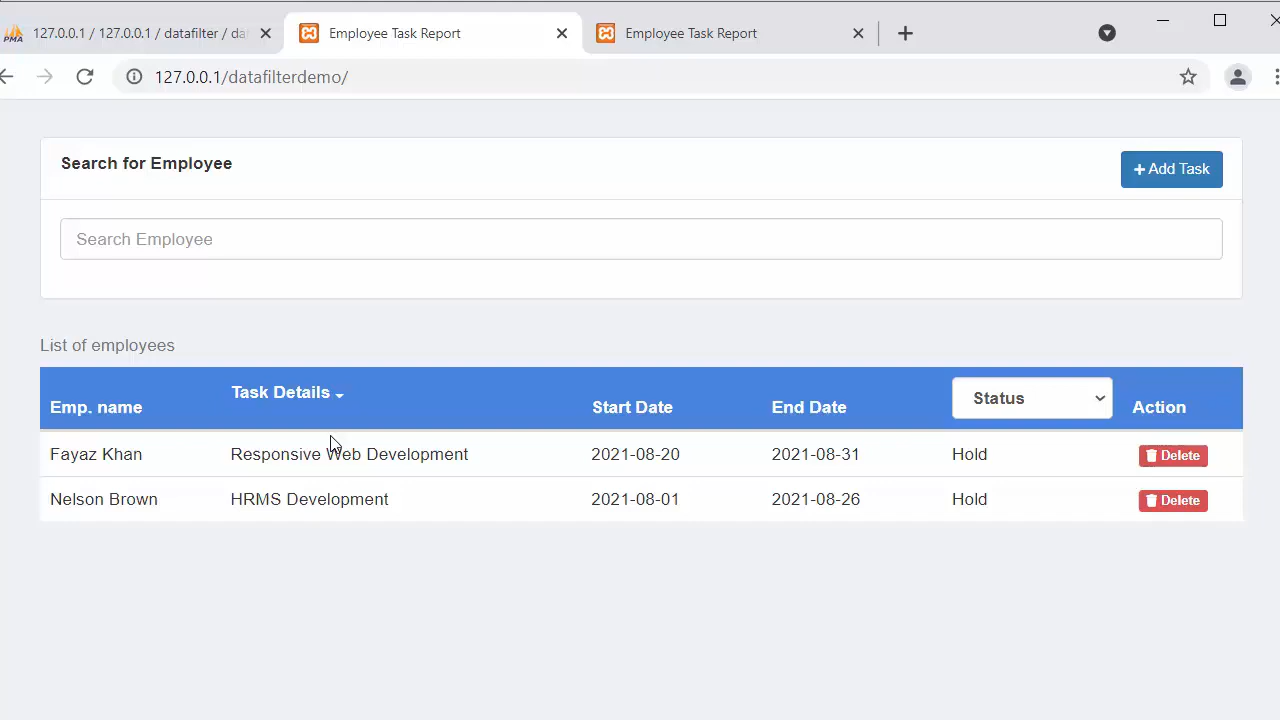 PMA
127.0.0.1 / 127.0.0.1 / datafilter / da
Employee Task Report
Employee Task Report
127.0.0.1/datafilterdemo/
Search for Employee
Add Task
Search Employee
List of employees
Emp. name Task Details Start Date End Date Status Action
Fayaz Khan Responsive Web Development 2021-08-20 2021-08-31 Hold Delete
Nelson Brown HRMS Development 2021-08-01 2021-08-26 Hold Delete